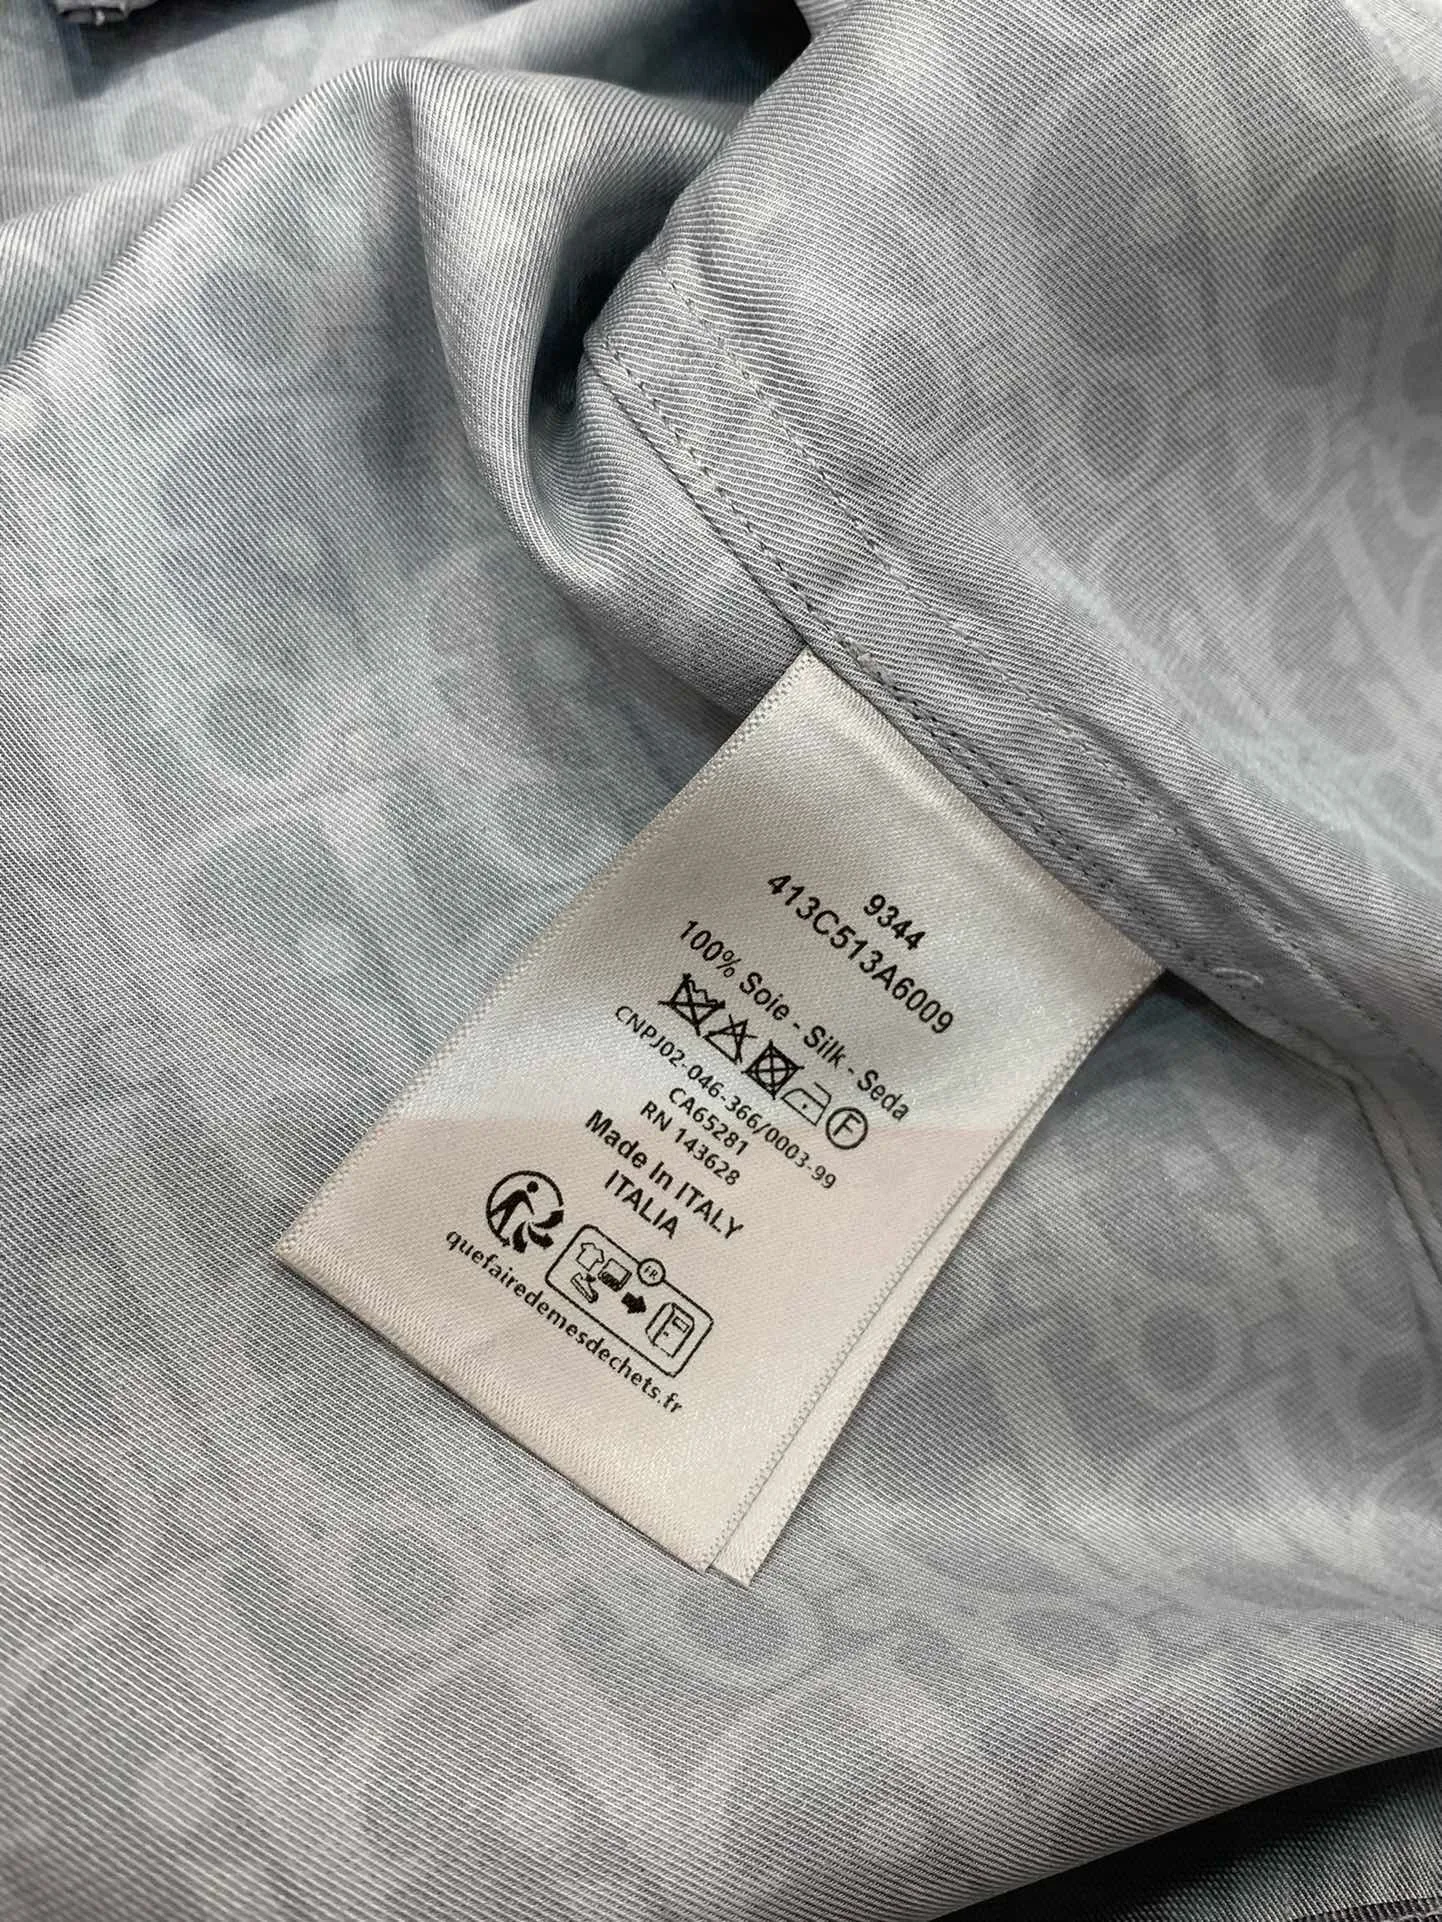 9344
413C513A6009
100% Soie - Silk - Seda
F
CNPJ02-046-366/0003-99
CA65281
RN 143628
Made In ITALY
ITALIA
FR
quefairedemesdechets.fr